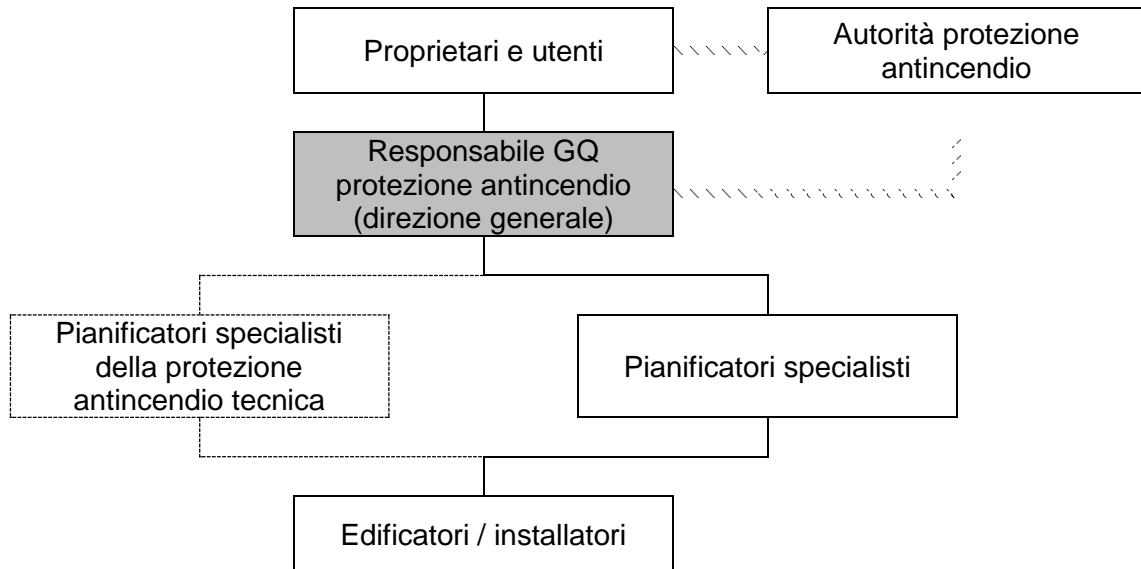 Proprietari e utenti
Autorità protezione
antincendio
Responsabile GQ
protezione antincendio
(direzione generale)
Pianificatori specialisti
della protezione
antincendio tecnica
Pianificatori specialisti
Edificatori / installatori